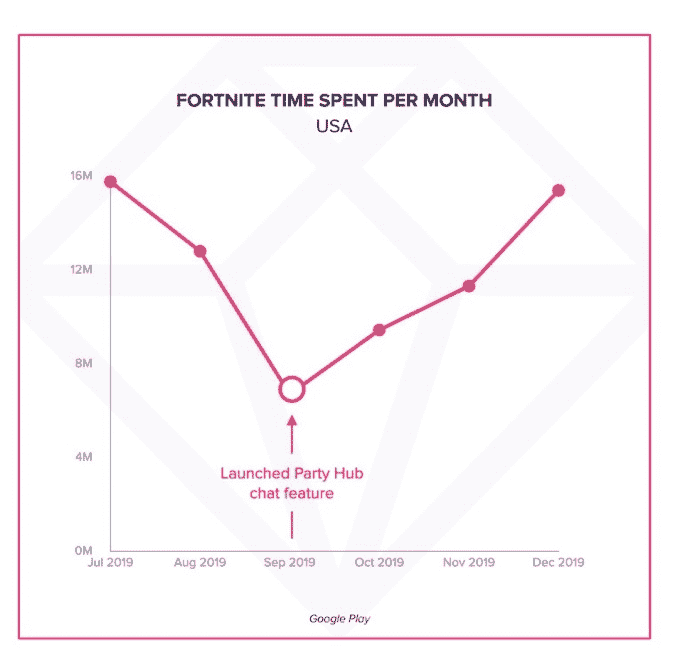 FORTNITE TIME SPENT PER MONTH
USA
16M
12M
8M
4M
0M
Launched Party Hub
chat feature
Jul 2019 Aug 2019 Sep 2019 Oct 2019 Nov 2019 Dec 2019
Google Play